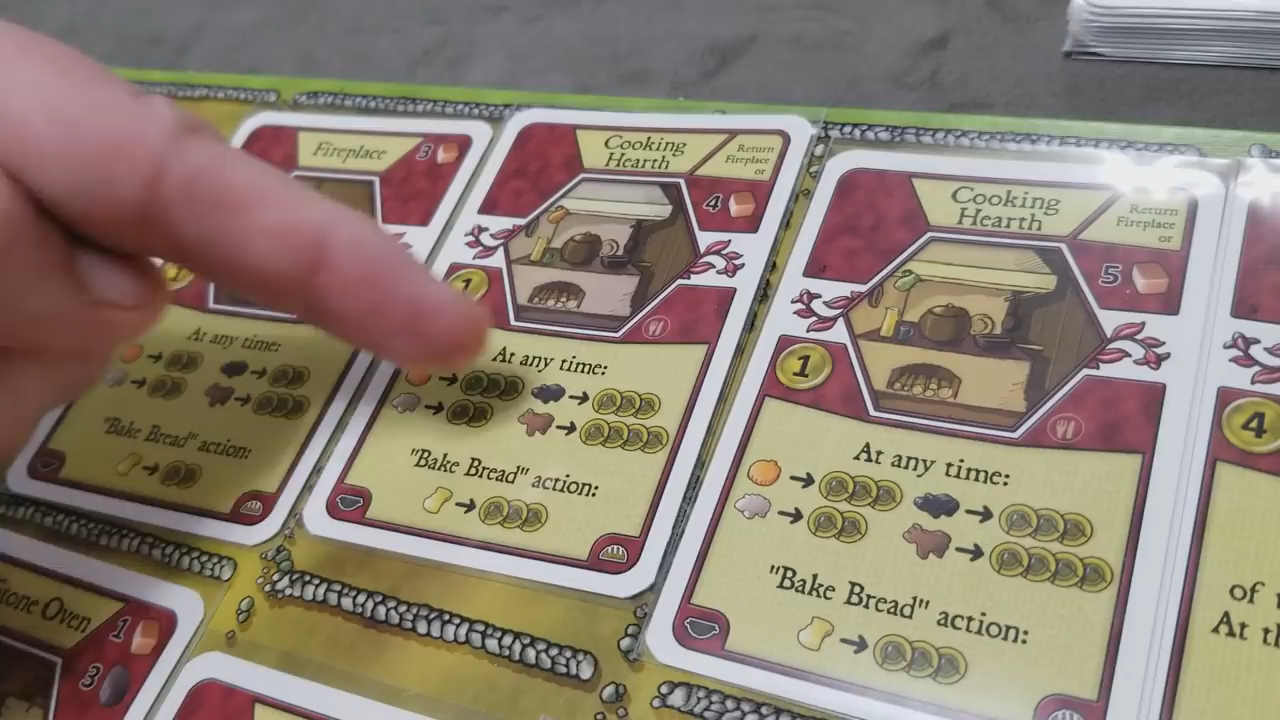 Fireplace
3
At any time:
"Bake Bread" action:
Cooking
Hearth
Return
Fireplace
or
4
1
At any time:
"Bake Bread" action:
Cooking
Hearth
Return
Fireplace
or
5
1
At any time:
"Bake Bread" action:
4
of
At th
Stone Oven
1
3